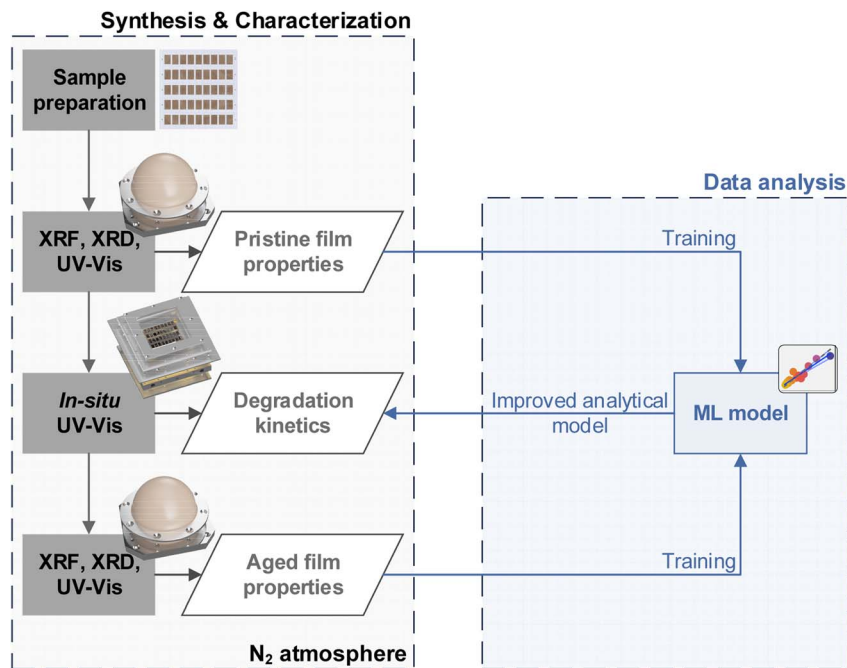 Synthesis & Characterization
Sample
preparation
Data analysis
XRF, XRD,
UV-Vis
Pristine film
properties
Training
In-situ
UV-Vis
Degradation
kinetics
Improved analytical
model
ML model
XRF, XRD,
UV-Vis
Aged film
properties
Training
N₂ atmosphere